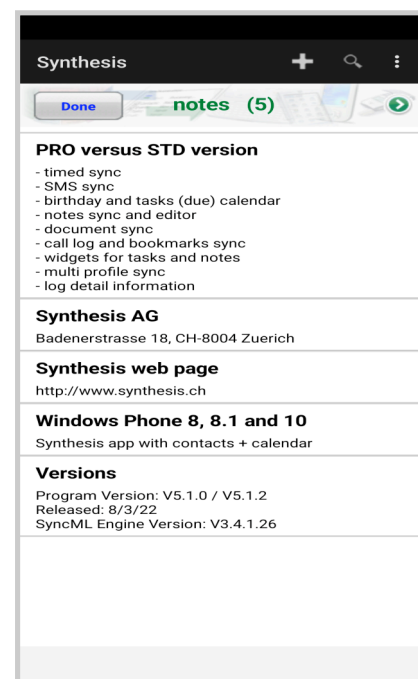 Synthesis
Done
notes (5)
PRO versus STD version
- timed sync
- SMS sync
- birthday and tasks (due) calendar
- notes sync and editor
- document sync
- call log and bookmarks sync
- widgets for tasks and notes
- multi profile sync
- log detail information
Synthesis AG
Badenerstrasse 18, CH-8004 Zuerich
Synthesis web page
http://www.synthesis.ch
Windows Phone 8, 8.1 and 10
Synthesis app with contacts + calendar
Versions
Program Version: V5.1.0 / V5.1.2
Released: 8/3/22
SyncML Engine Version: V3.4.1.26